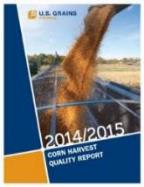 U.S. GRAINS
2014/2015
CORN HARVEST
QUALITY REPORT